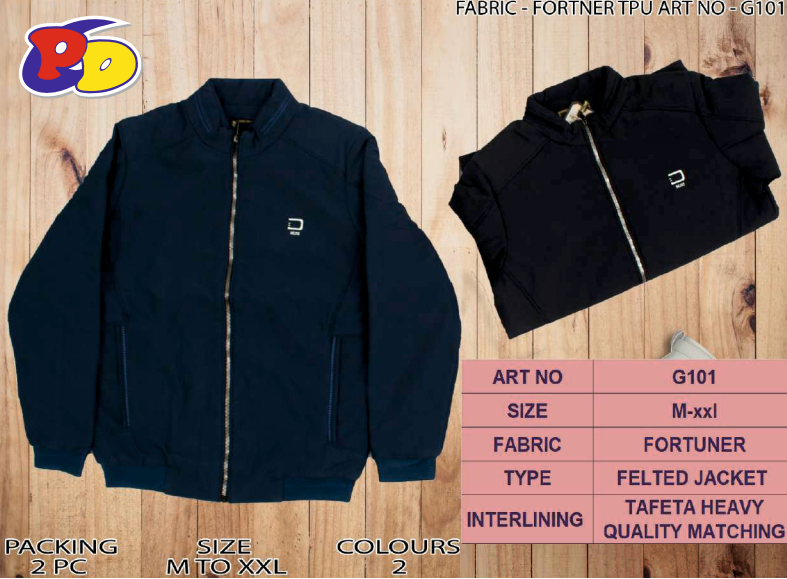 FABRIC - FORTNER TPU ART NO - G101
PD
ART NO G101
SIZE M-xxl
FABRIC FORTUNER
TYPE FELTED JACKET
INTERLINING TAFETA HEAVY
QUALITY MATCHING
PACKING
2 PC
SIZE
M TO XXL
COLOURS
2